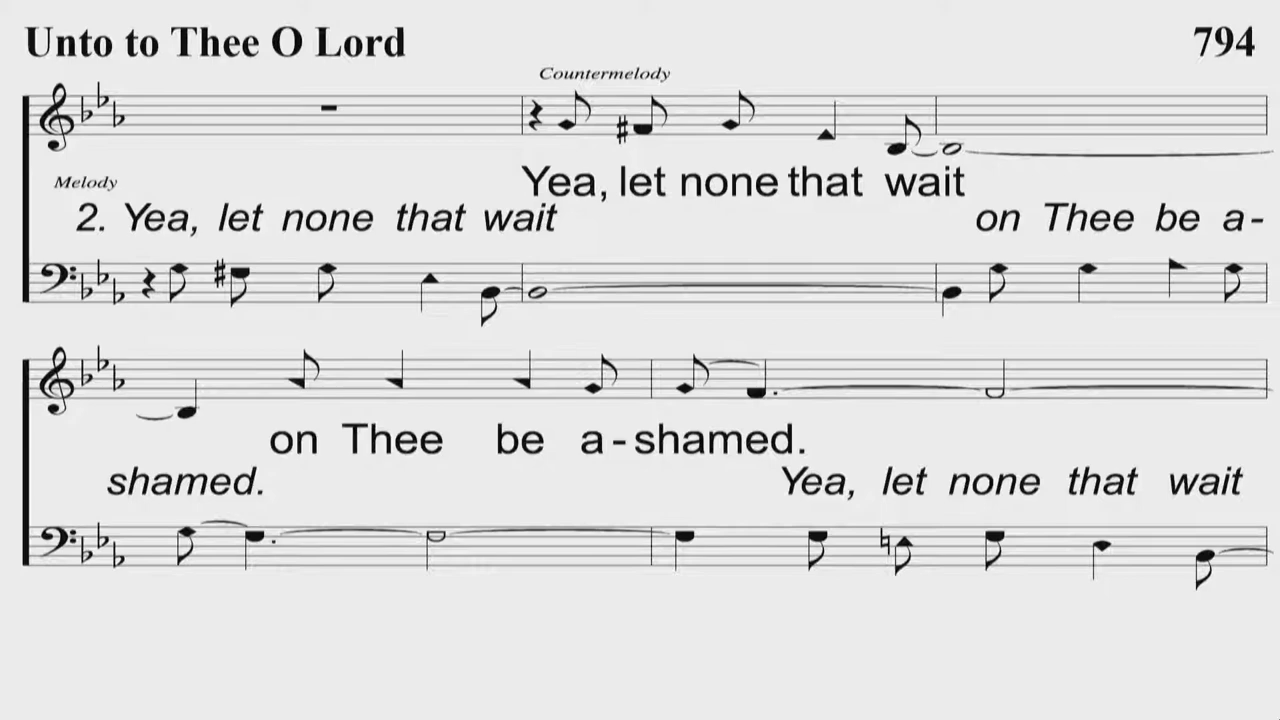 Unto to Thee O Lord 794
Countermelody
Yea, let none that wait
Melody
2. Yea, let none that wait on Thee be a-
on Thee be a-shamed.
shamed. Yea, let none that wait